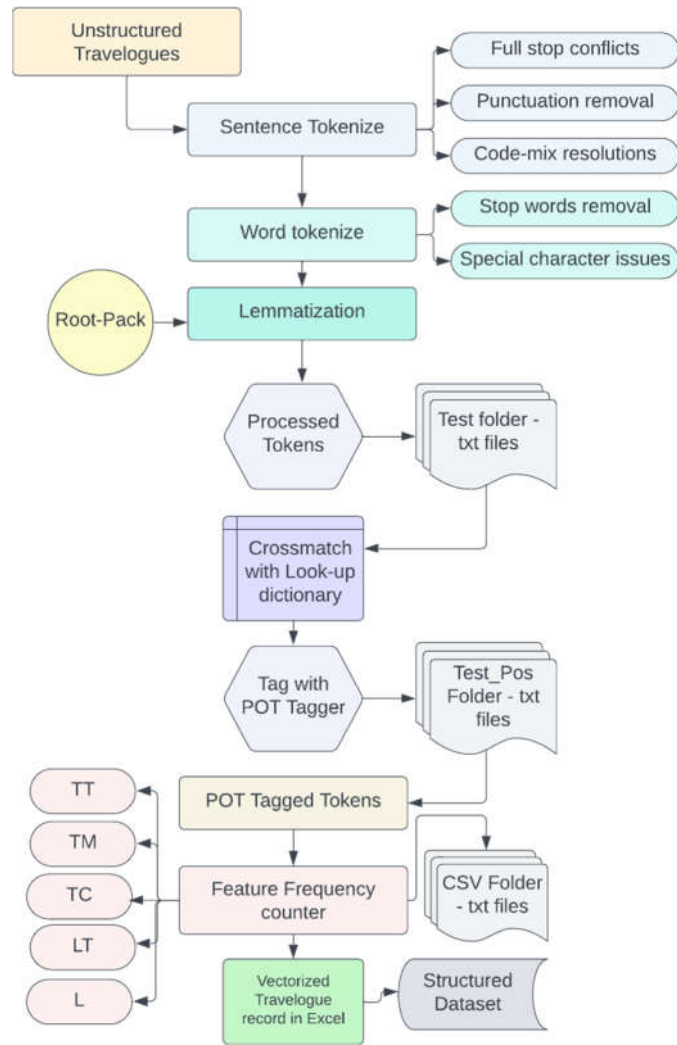 Unstructured
Travelogues
Full stop conflicts
Sentence Tokenize
Punctuation removal
Code-mix resolutions
Word tokenize
Stop words removal
Special character issues
Root-Pack
Lemmatization
Processed
Tokens
Test folder -
txt files
Crossmatch
with Look-up
dictionary
Tag with
POT Tagger
Test_Pos
Folder - txt
files
POT Tagged Tokens
TT
TM
TC
LT
L
Feature Frequency
counter
CSV Folder
- txt files
Vectorized
Travelogue
record in Excel
Structured
Dataset